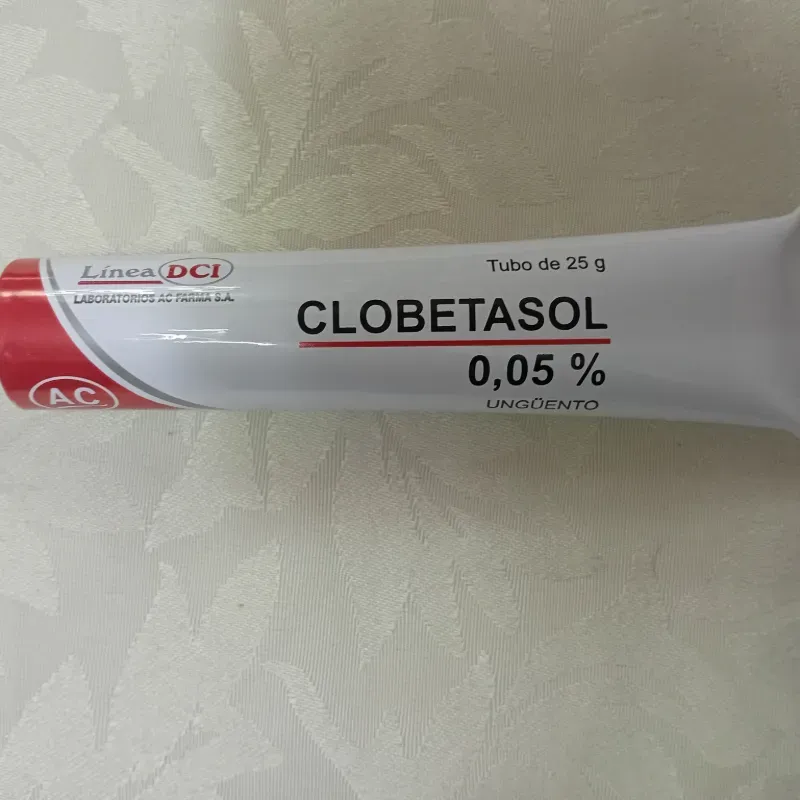 Línea DCI
LABORATORIOS AC FARMA S.A.
AC
Tubo de 25 g
CLOBETASOL
0,05 %
UNGÜENTO